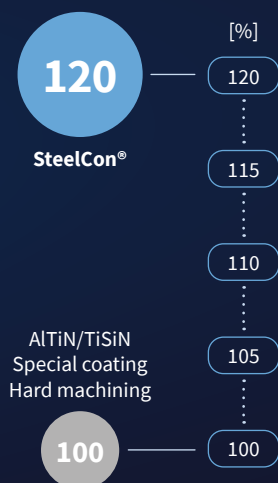 [%]
120
120
SteelCon®
115
110
AlTiN/TiSiN
Special coating
Hard machining
105
100
100